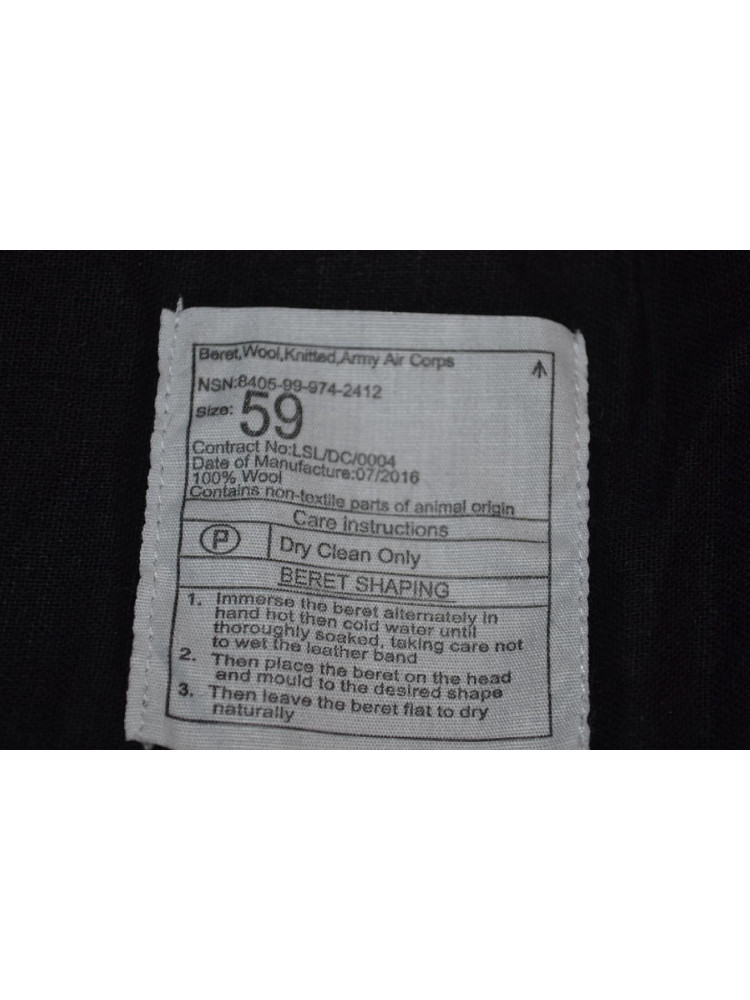 Beret,Wool,Knitted,Army Air Corps
NSN:8405-99-974-2412
Size: 59
Contract No:LSL/DC/0004
Date of Manufacture:07/2016
100% Wool
Contains non-textile parts of animal origin
Care instructions
P Dry Clean Only
BERET SHAPING
1. Immerse the beret alternately in
hand hot then cold water until
thoroughly soaked, taking care not
to wet the leather band
2. Then place the beret on the head
and mould to the desired shape
3. Then leave the beret flat to dry
naturally